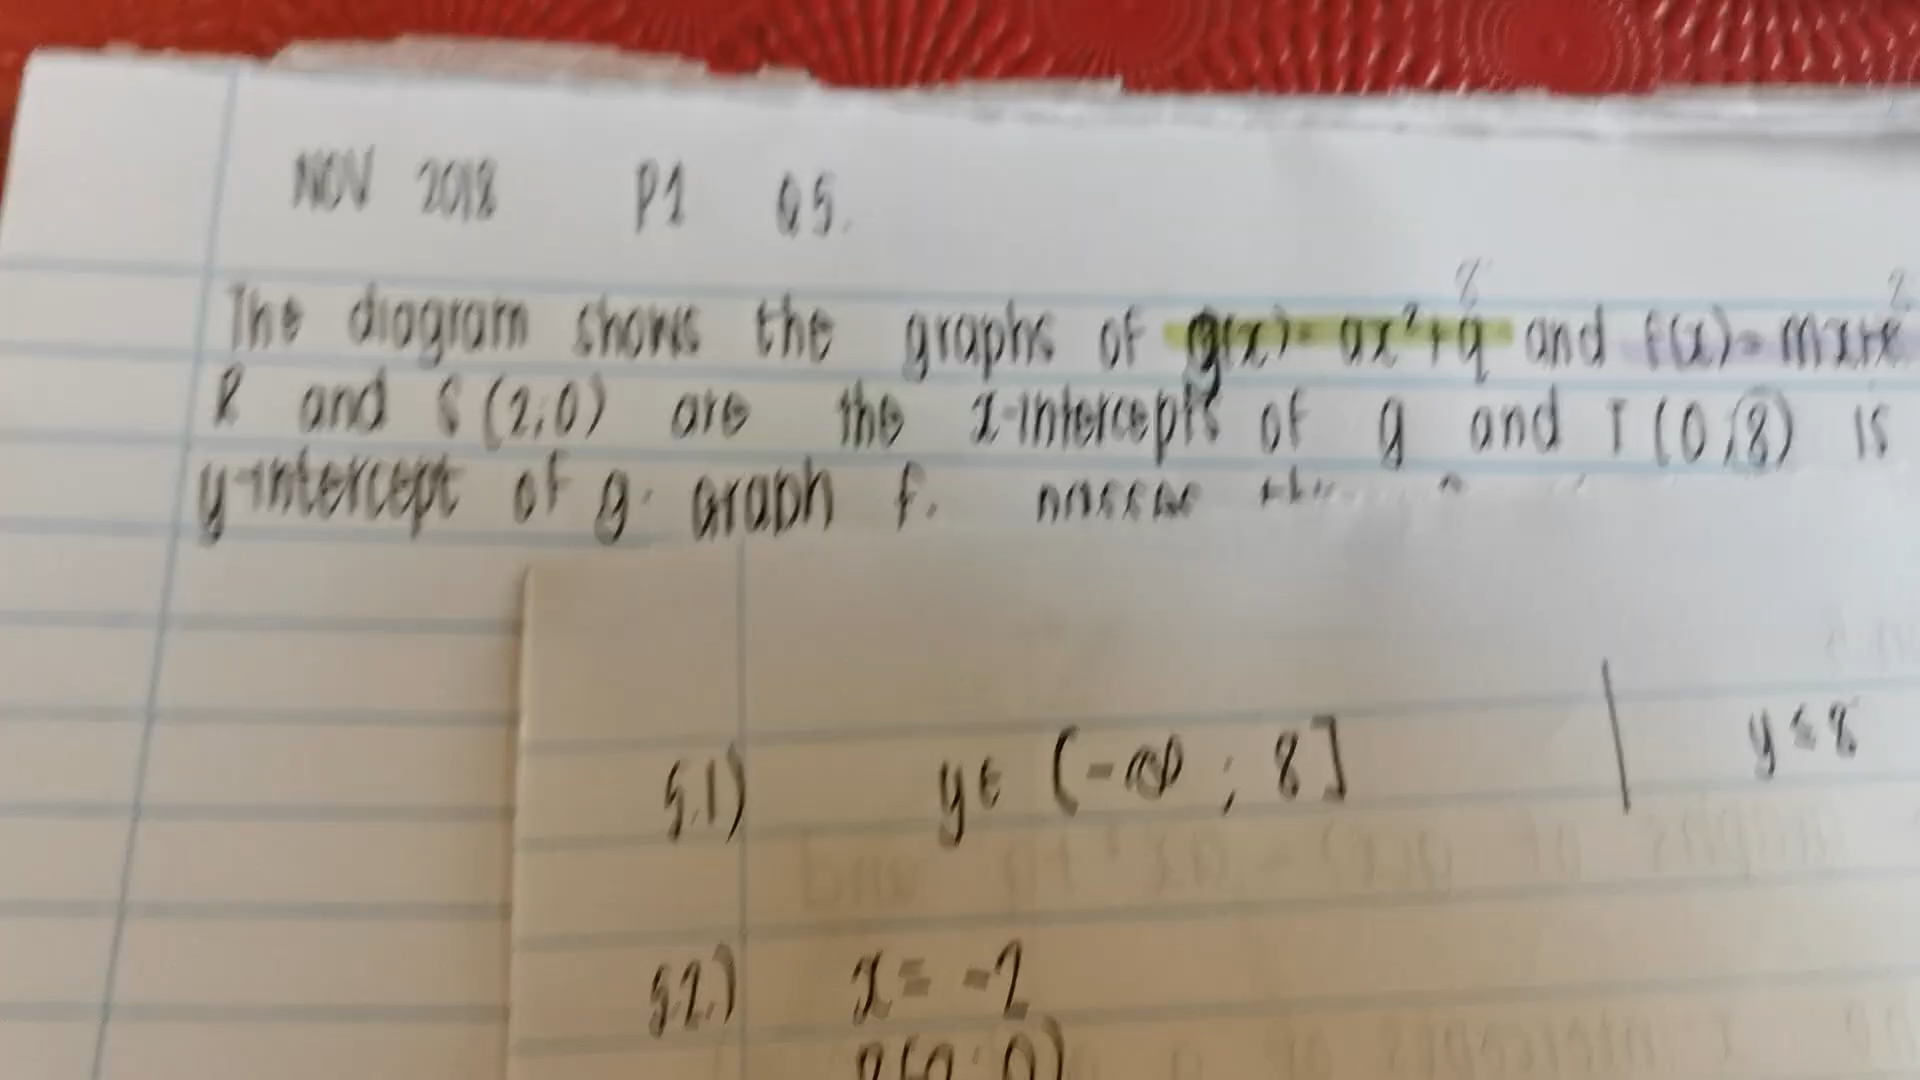 NOV 2018 P1 Q5.
The diagram shows the graphs of g(x) = ax²+q and f(x) = mx+
R and S (2;0) are the x-intercepts of g and T (0;8) is
y-intercept of g. graph f. passes
5.1) y∈ (-∞ ; 8] | y ≤ 8
5.2) x = -2